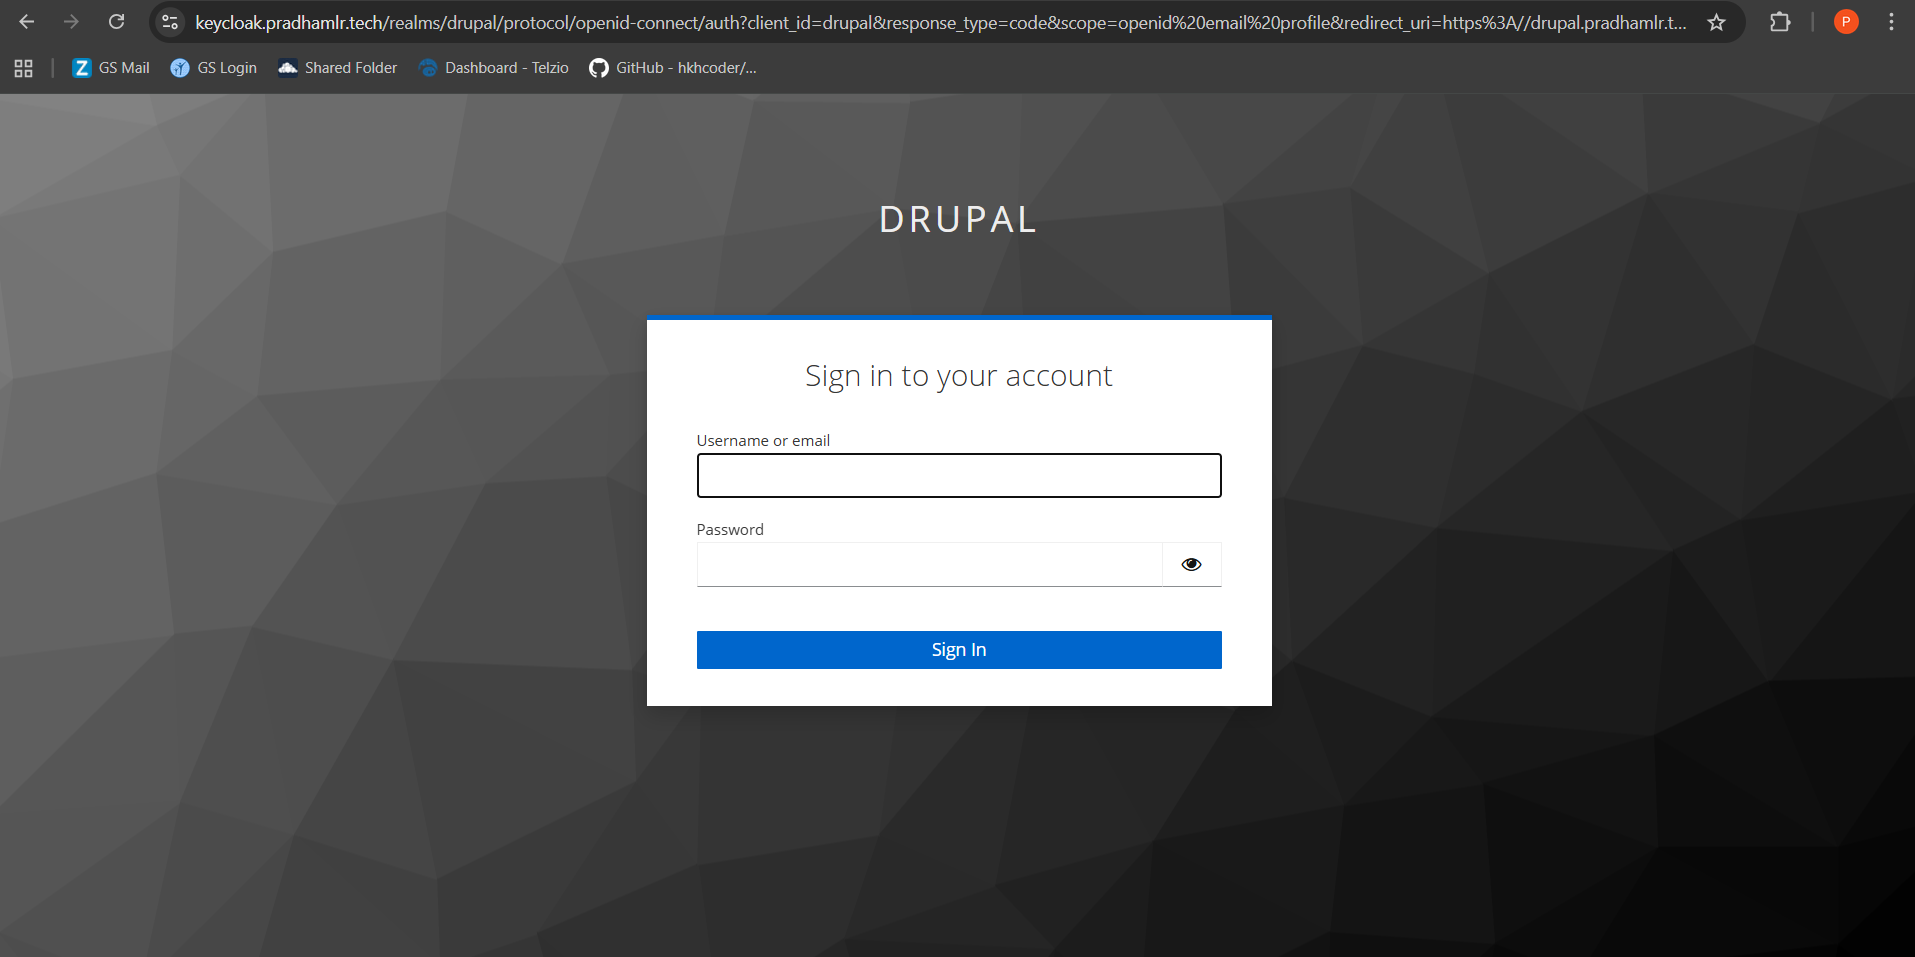 keycloak.pradhamlr.tech/realms/drupal/protocol/openid-connect/auth?client_id=drupal&response_type=code&scope=openid%20email%20profile&redirect_uri=https%3A//drupal.pradhamlr.t...
P
GS Mail GS Login Shared Folder Dashboard - Telzio GitHub - hkhcoder/...
DRUPAL
Sign in to your account
Username or email
Password
Sign In